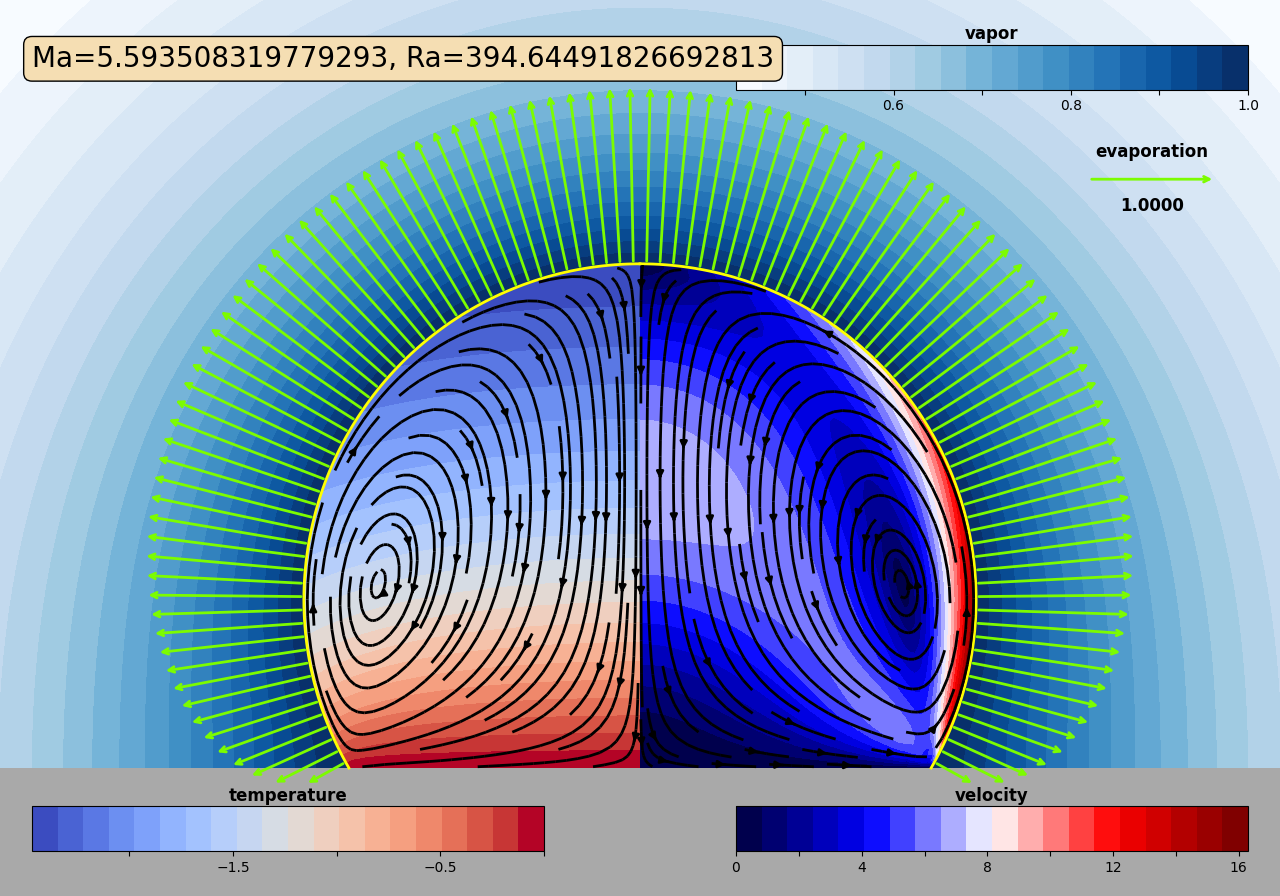 vapor
Ma=5.593508319779293, Ra=394.64491826692813
0.6 0.8 1.0
evaporation
1.0000
temperature velocity
−1.5 −0.5 0 4 8 12 16